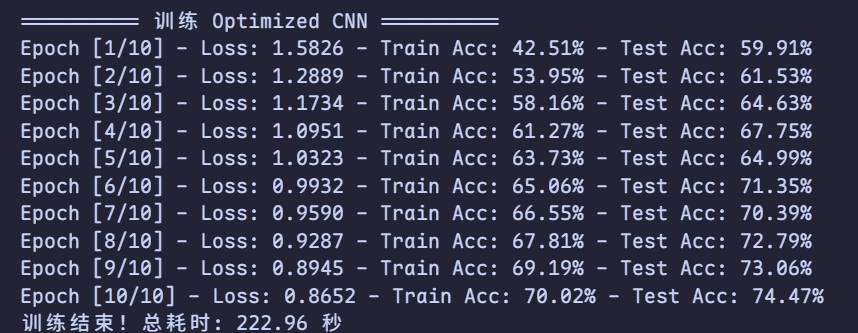 ========== 训练 Optimized CNN ==========
Epoch [1/10] - Loss: 1.5826 - Train Acc: 42.51% - Test Acc: 59.91%
Epoch [2/10] - Loss: 1.2889 - Train Acc: 53.95% - Test Acc: 61.53%
Epoch [3/10] - Loss: 1.1734 - Train Acc: 58.16% - Test Acc: 64.63%
Epoch [4/10] - Loss: 1.0951 - Train Acc: 61.27% - Test Acc: 67.75%
Epoch [5/10] - Loss: 1.0323 - Train Acc: 63.73% - Test Acc: 64.99%
Epoch [6/10] - Loss: 0.9932 - Train Acc: 65.06% - Test Acc: 71.35%
Epoch [7/10] - Loss: 0.9590 - Train Acc: 66.55% - Test Acc: 70.39%
Epoch [8/10] - Loss: 0.9287 - Train Acc: 67.81% - Test Acc: 72.79%
Epoch [9/10] - Loss: 0.8945 - Train Acc: 69.19% - Test Acc: 73.06%
Epoch [10/10] - Loss: 0.8652 - Train Acc: 70.02% - Test Acc: 74.47%
训练结束！总耗时: 222.96 秒